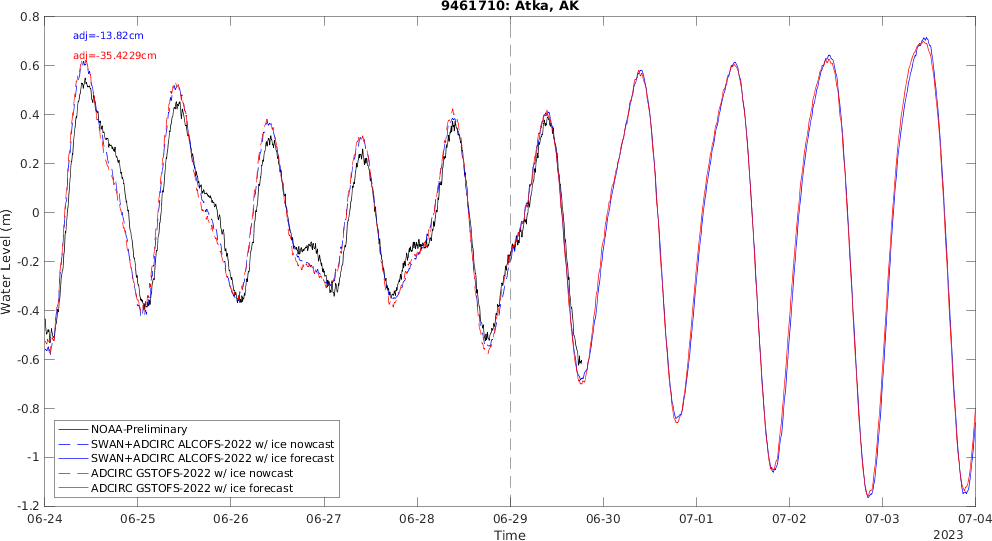 9461710: Atka, AK
adj=-13.82cm
adj=-35.4229cm
Water Level (m)
0.8
0.6
0.4
0.2
0
-0.2
-0.4
-0.6
-0.8
-1
-1.2
NOAA-Preliminary
SWAN+ADCIRC ALCOFS-2022 w/ ice nowcast
SWAN+ADCIRC ALCOFS-2022 w/ ice forecast
ADCIRC GSTOFS-2022 w/ ice nowcast
ADCIRC GSTOFS-2022 w/ ice forecast
06-24 06-25 06-26 06-27 06-28 06-29 06-30 07-01 07-02 07-03 07-04
Time
2023